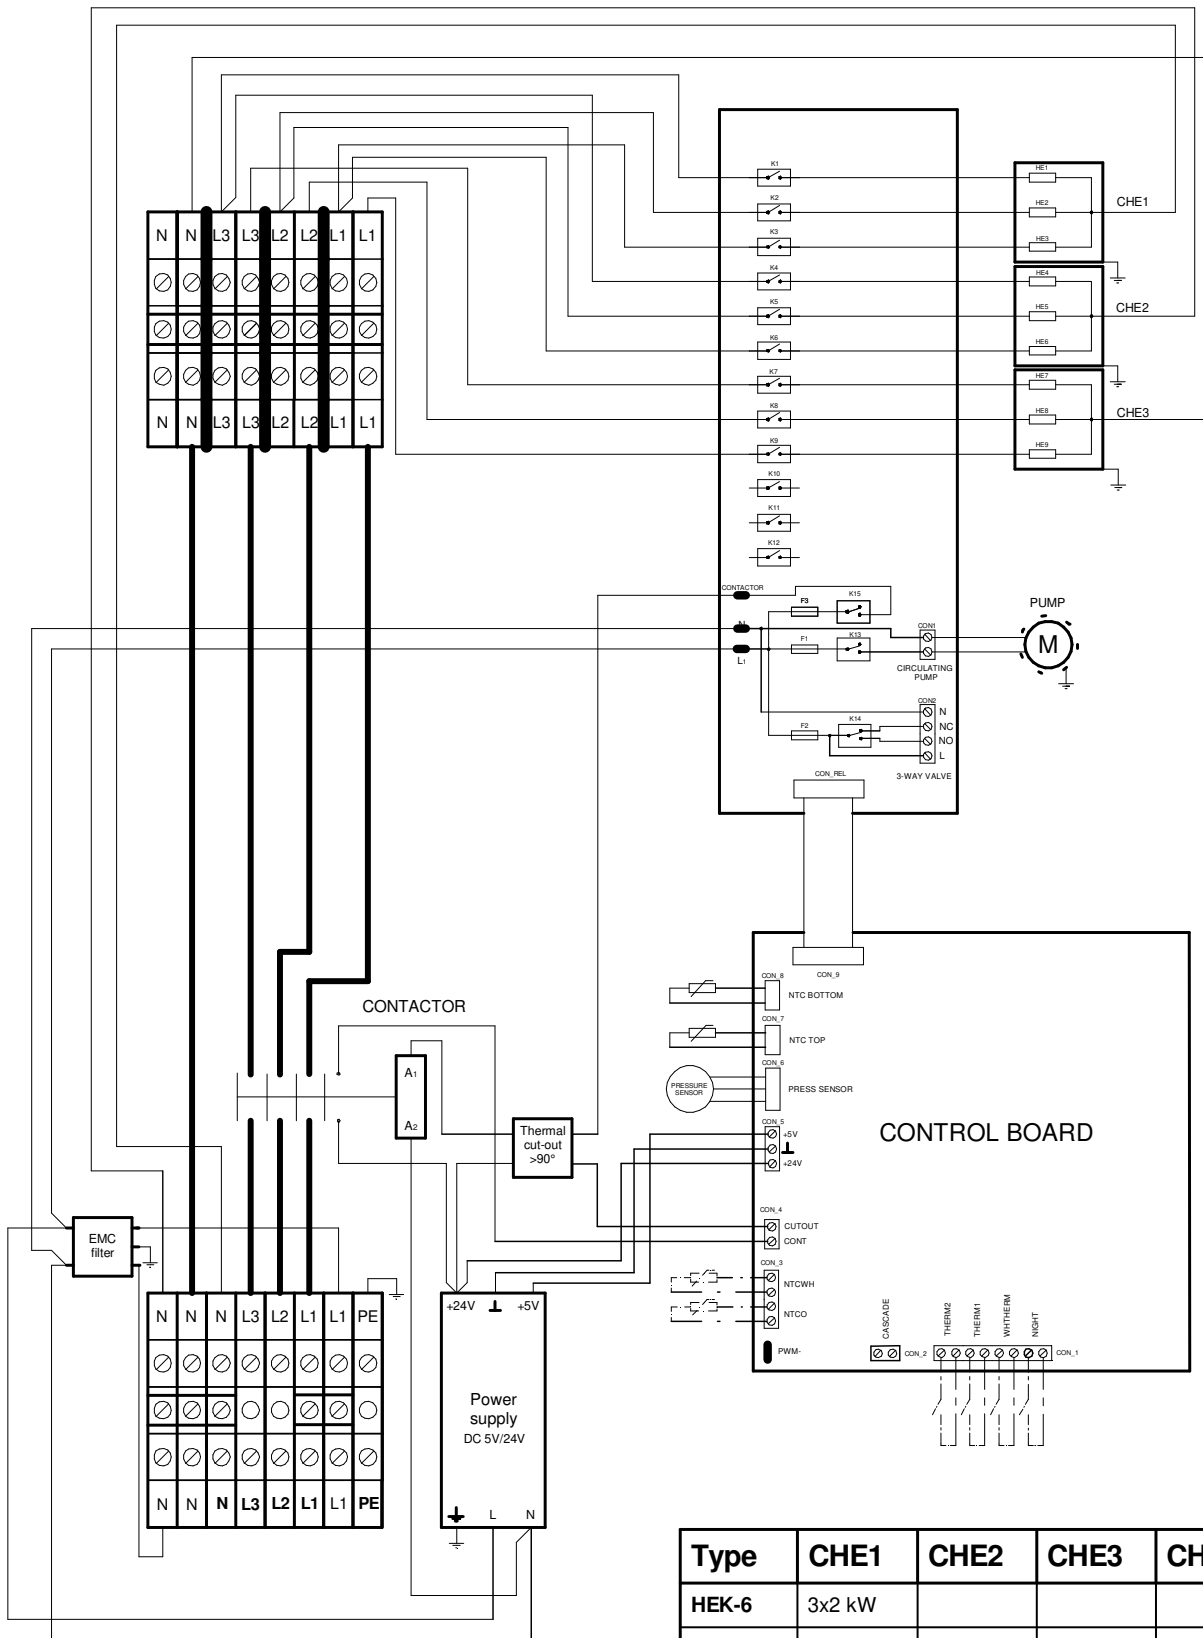 K1
HE1
K2
HE2
CHE1
K3
HE3
N N L3 L3 L2 L2 L1 L1
K4
HE4
K5
HE5
CHE2
K6
HE6
K7
HE7
K8
HE8
CHE3
N N L3 L3 L2 L2 L1 L1
K9
HE9
K10
K11
K12
CONTACTOR
F3
K15
PUMP
N
F1
K13
CON1
M
L1
CIRCULATING
PUMP
CON2
N
F2
K14
NC
NO
L
CON_REL
3-WAY VALVE
CON_9
CON_8
NTC BOTTOM
CONTACTOR
CON_7
NTC TOP
CON_6
A1
PRESSURE
SENSOR
PRESS SENSOR
A2
CON_5
Thermal
cut-out
>90°
+5V
+24V
CONTROL BOARD
CON_4
CUTOUT
CONT
EMC
filter
CON_3
NTCWH
NTCO
N N N L3 L2 L1 L1 PE
+24V +5V
CASCADE
THERM2
THERM1
WHTHERM
NIGHT
PWM-
CON_2
CON_1
Power
supply
DC 5V/24V
N N N L3 L2 L1 L1 PE
L N
Type CHE1 CHE2 CHE3 CH
HEK-6 3x2 kW